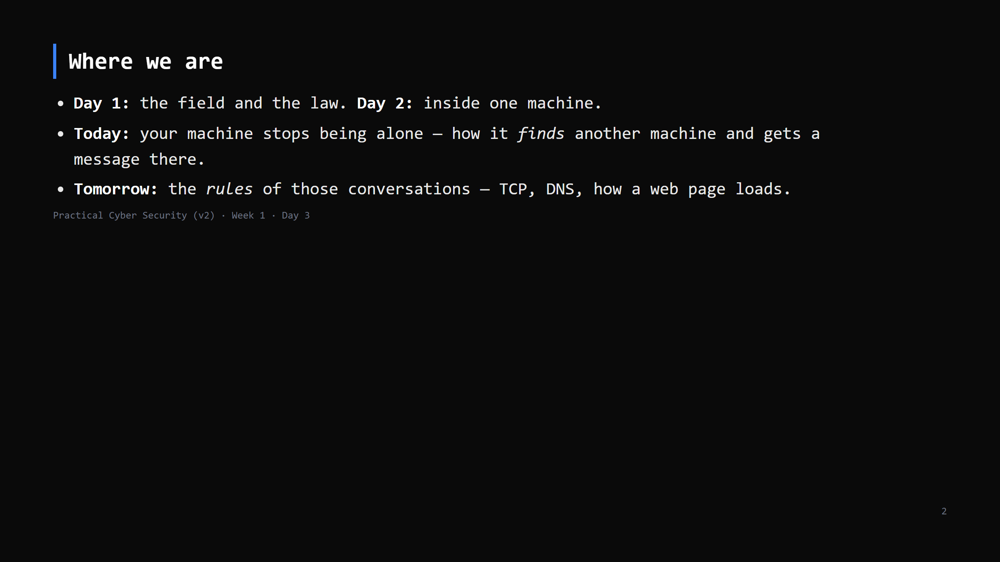 Where we are
• Day 1: the field and the law. Day 2: inside one machine.
• Today: your machine stops being alone — how it finds another machine and gets a
message there.
• Tomorrow: the rules of those conversations — TCP, DNS, how a web page loads.
Practical Cyber Security (v2) · Week 1 · Day 3
2